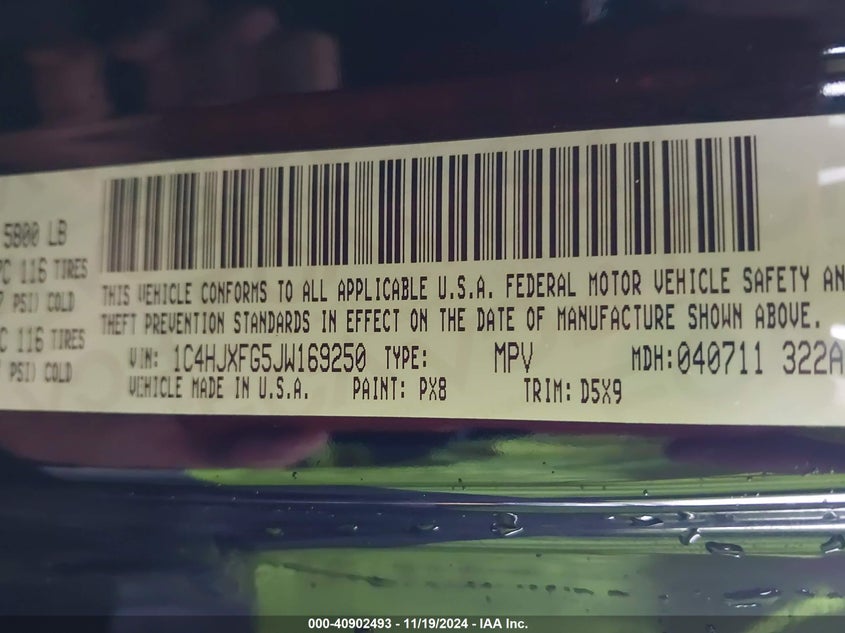 5800 LB
C 116 TIRES
PSI) COLD
C 116 TIRES
PSI) COLD
THIS VEHICLE CONFORMS TO ALL APPLICABLE U.S.A. FEDERAL MOTOR VEHICLE SAFETY AN
THEFT PREVENTION STANDARDS IN EFFECT ON THE DATE OF MANUFACTURE SHOWN ABOVE.
VIN: 1C4HJXFG5JW169250 TYPE: MPV MDH:040711 322A
VEHICLE MADE IN U.S.A. PAINT: PX8 TRIM: D5X9
000-40902493 - 11/19/2024 - IAA Inc.